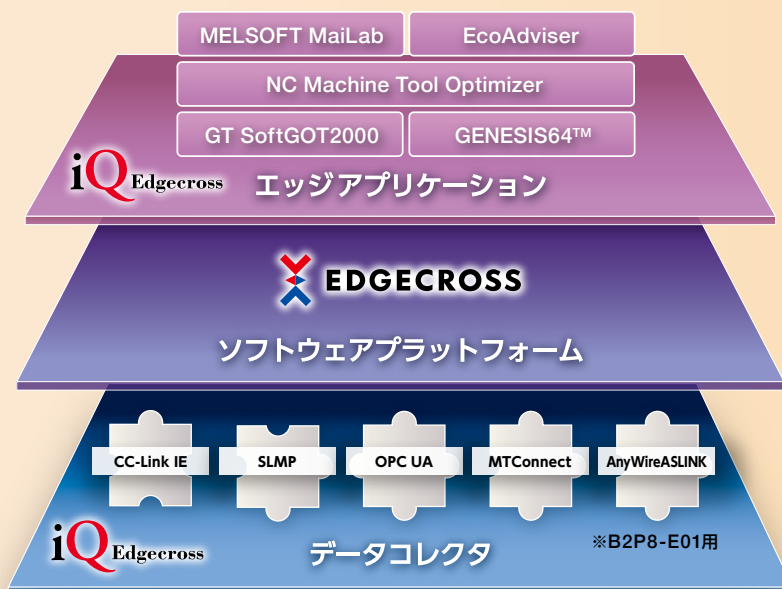 MELSOFT MaiLab EcoAdviser
NC Machine Tool Optimizer
GT SoftGOT2000 GENESIS64™
iQ Edgecross エッジアプリケーション
EDGECROSS
ソフトウェアプラットフォーム
CC-Link IE SLMP OPC UA MTConnect AnyWireASLINK
iQ Edgecross データコレクタ ※B2P8-E01用